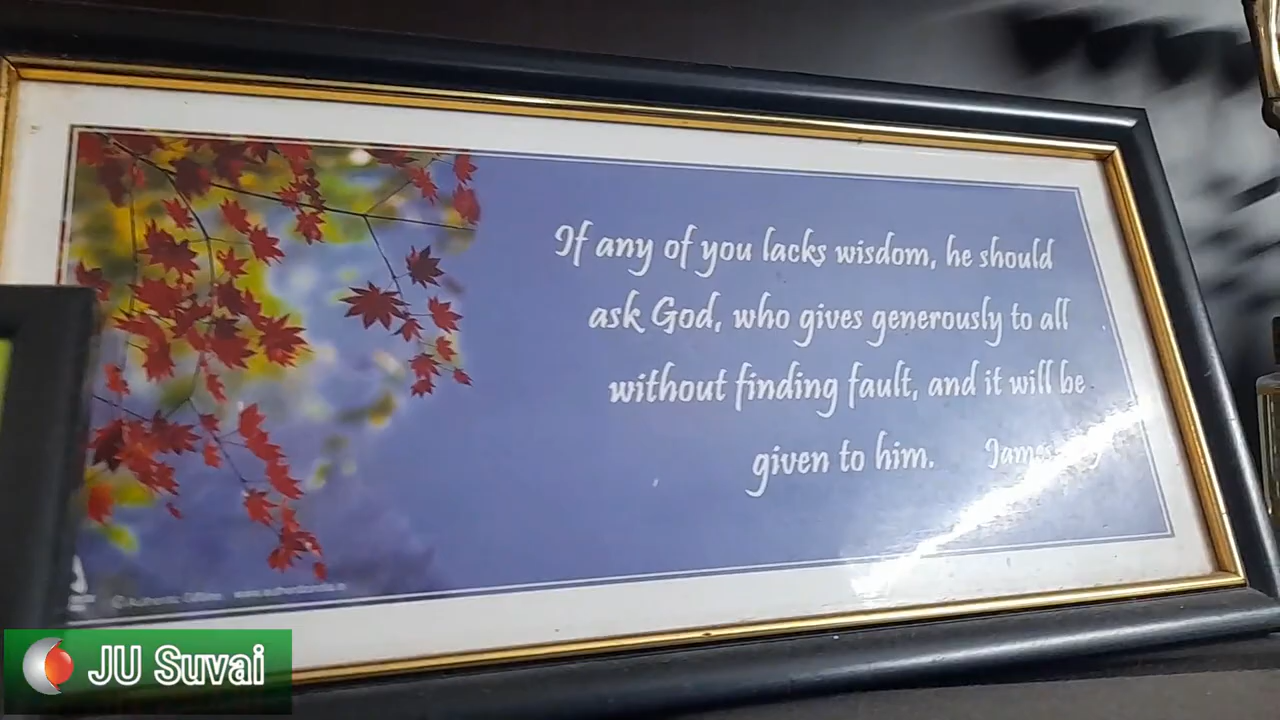 If any of you lacks wisdom, he should
ask God, who gives generously to all
without finding fault, and it will be
given to him. James
JU Suvai